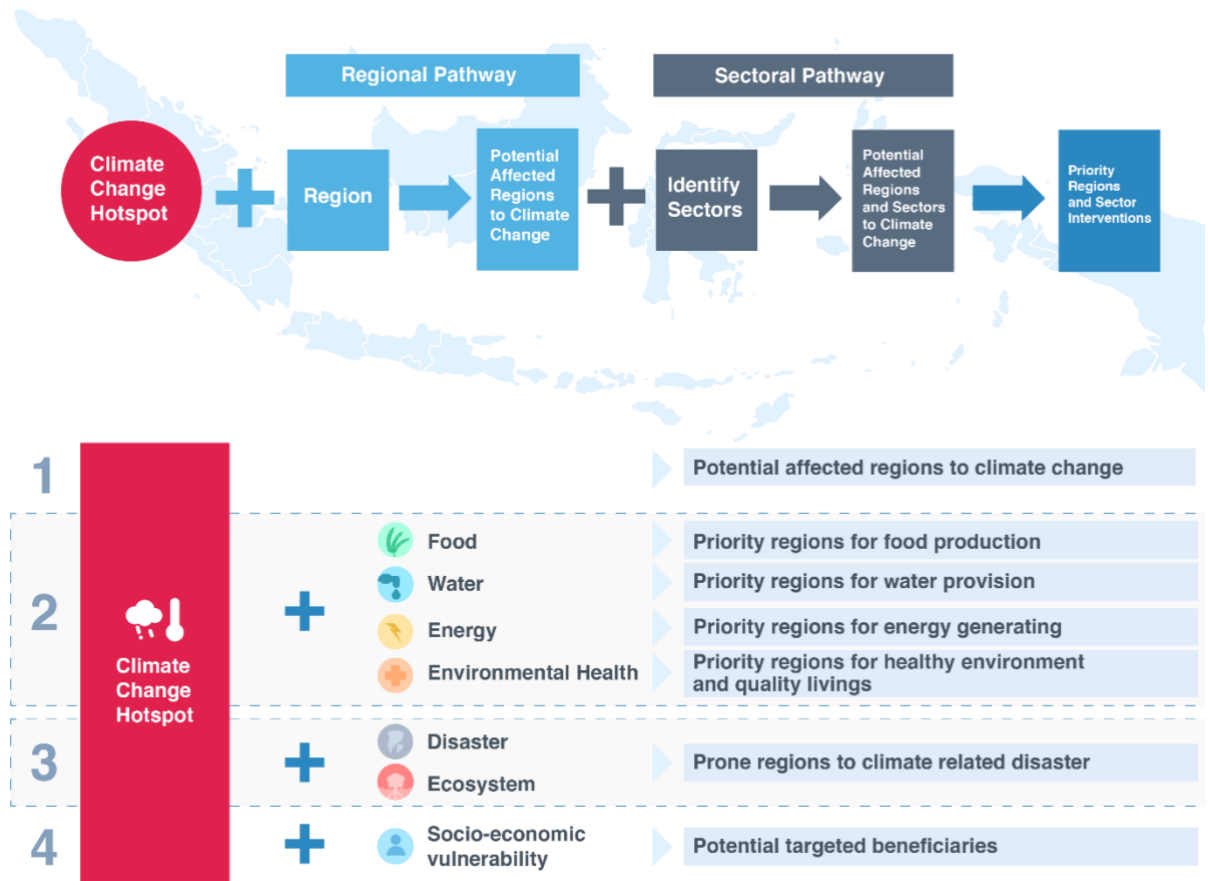 Regional Pathway
Sectoral Pathway
Climate
Change
Hotspot
Region
Potential
Affected
Regions
to Climate
Change
Identify
Sectors
Potential
Affected
Regions
and Sectors
to Climate
Change
Priority
Regions
and Sector
Interventions
1
Potential affected regions to climate change
2
Climate
Change
Hotspot
Food
Priority regions for food production
Water
Priority regions for water provision
Energy
Priority regions for energy generating
Environmental Health
Priority regions for healthy environment
and quality livings
3
Disaster
Ecosystem
Prone regions to climate related disaster
4
Socio-economic
vulnerability
Potential targeted beneficiaries